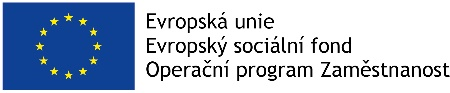 Evropská unie
Evropský sociální fond
Operační program Zaměstnanost